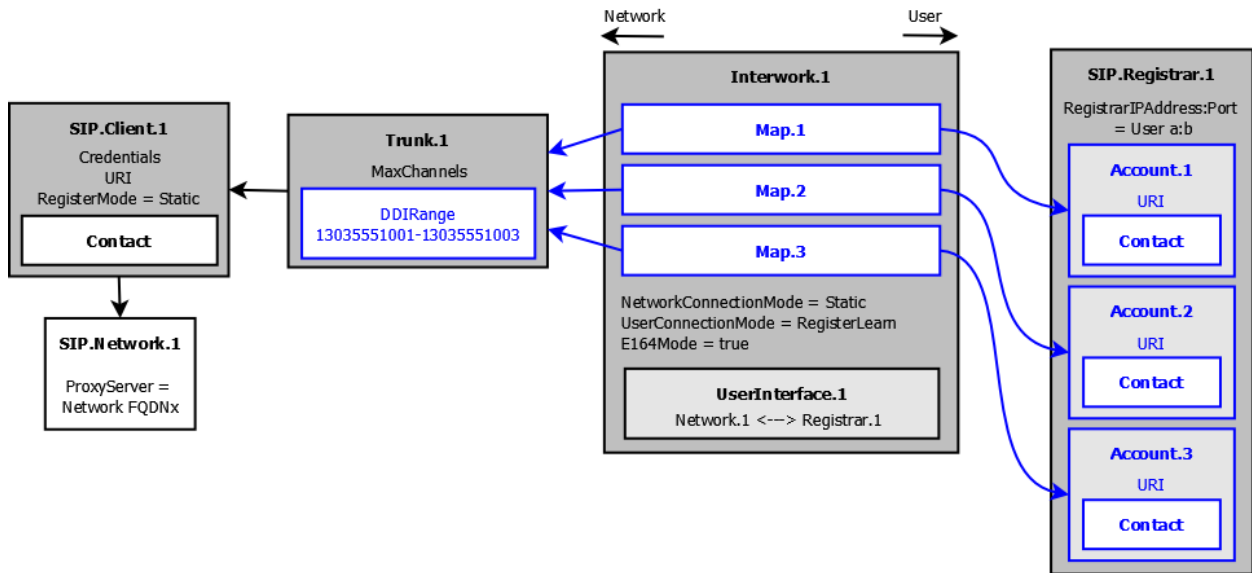 Network
User
SIP.Client.1
Credentials
URI
RegisterMode = Static
Contact
SIP.Network.1
ProxyServer =
Network FQDNx
Trunk.1
MaxChannels
DDIRange
13035551001-13035551003
Interwork.1
Map.1
Map.2
Map.3
NetworkConnectionMode = Static
UserConnectionMode = RegisterLearn
E164Mode = true
UserInterface.1
Network.1 <---> Registrar.1
SIP.Registrar.1
RegistrarIPAddress:Port
= User a:b
Account.1
URI
Contact
Account.2
URI
Contact
Account.3
URI
Contact